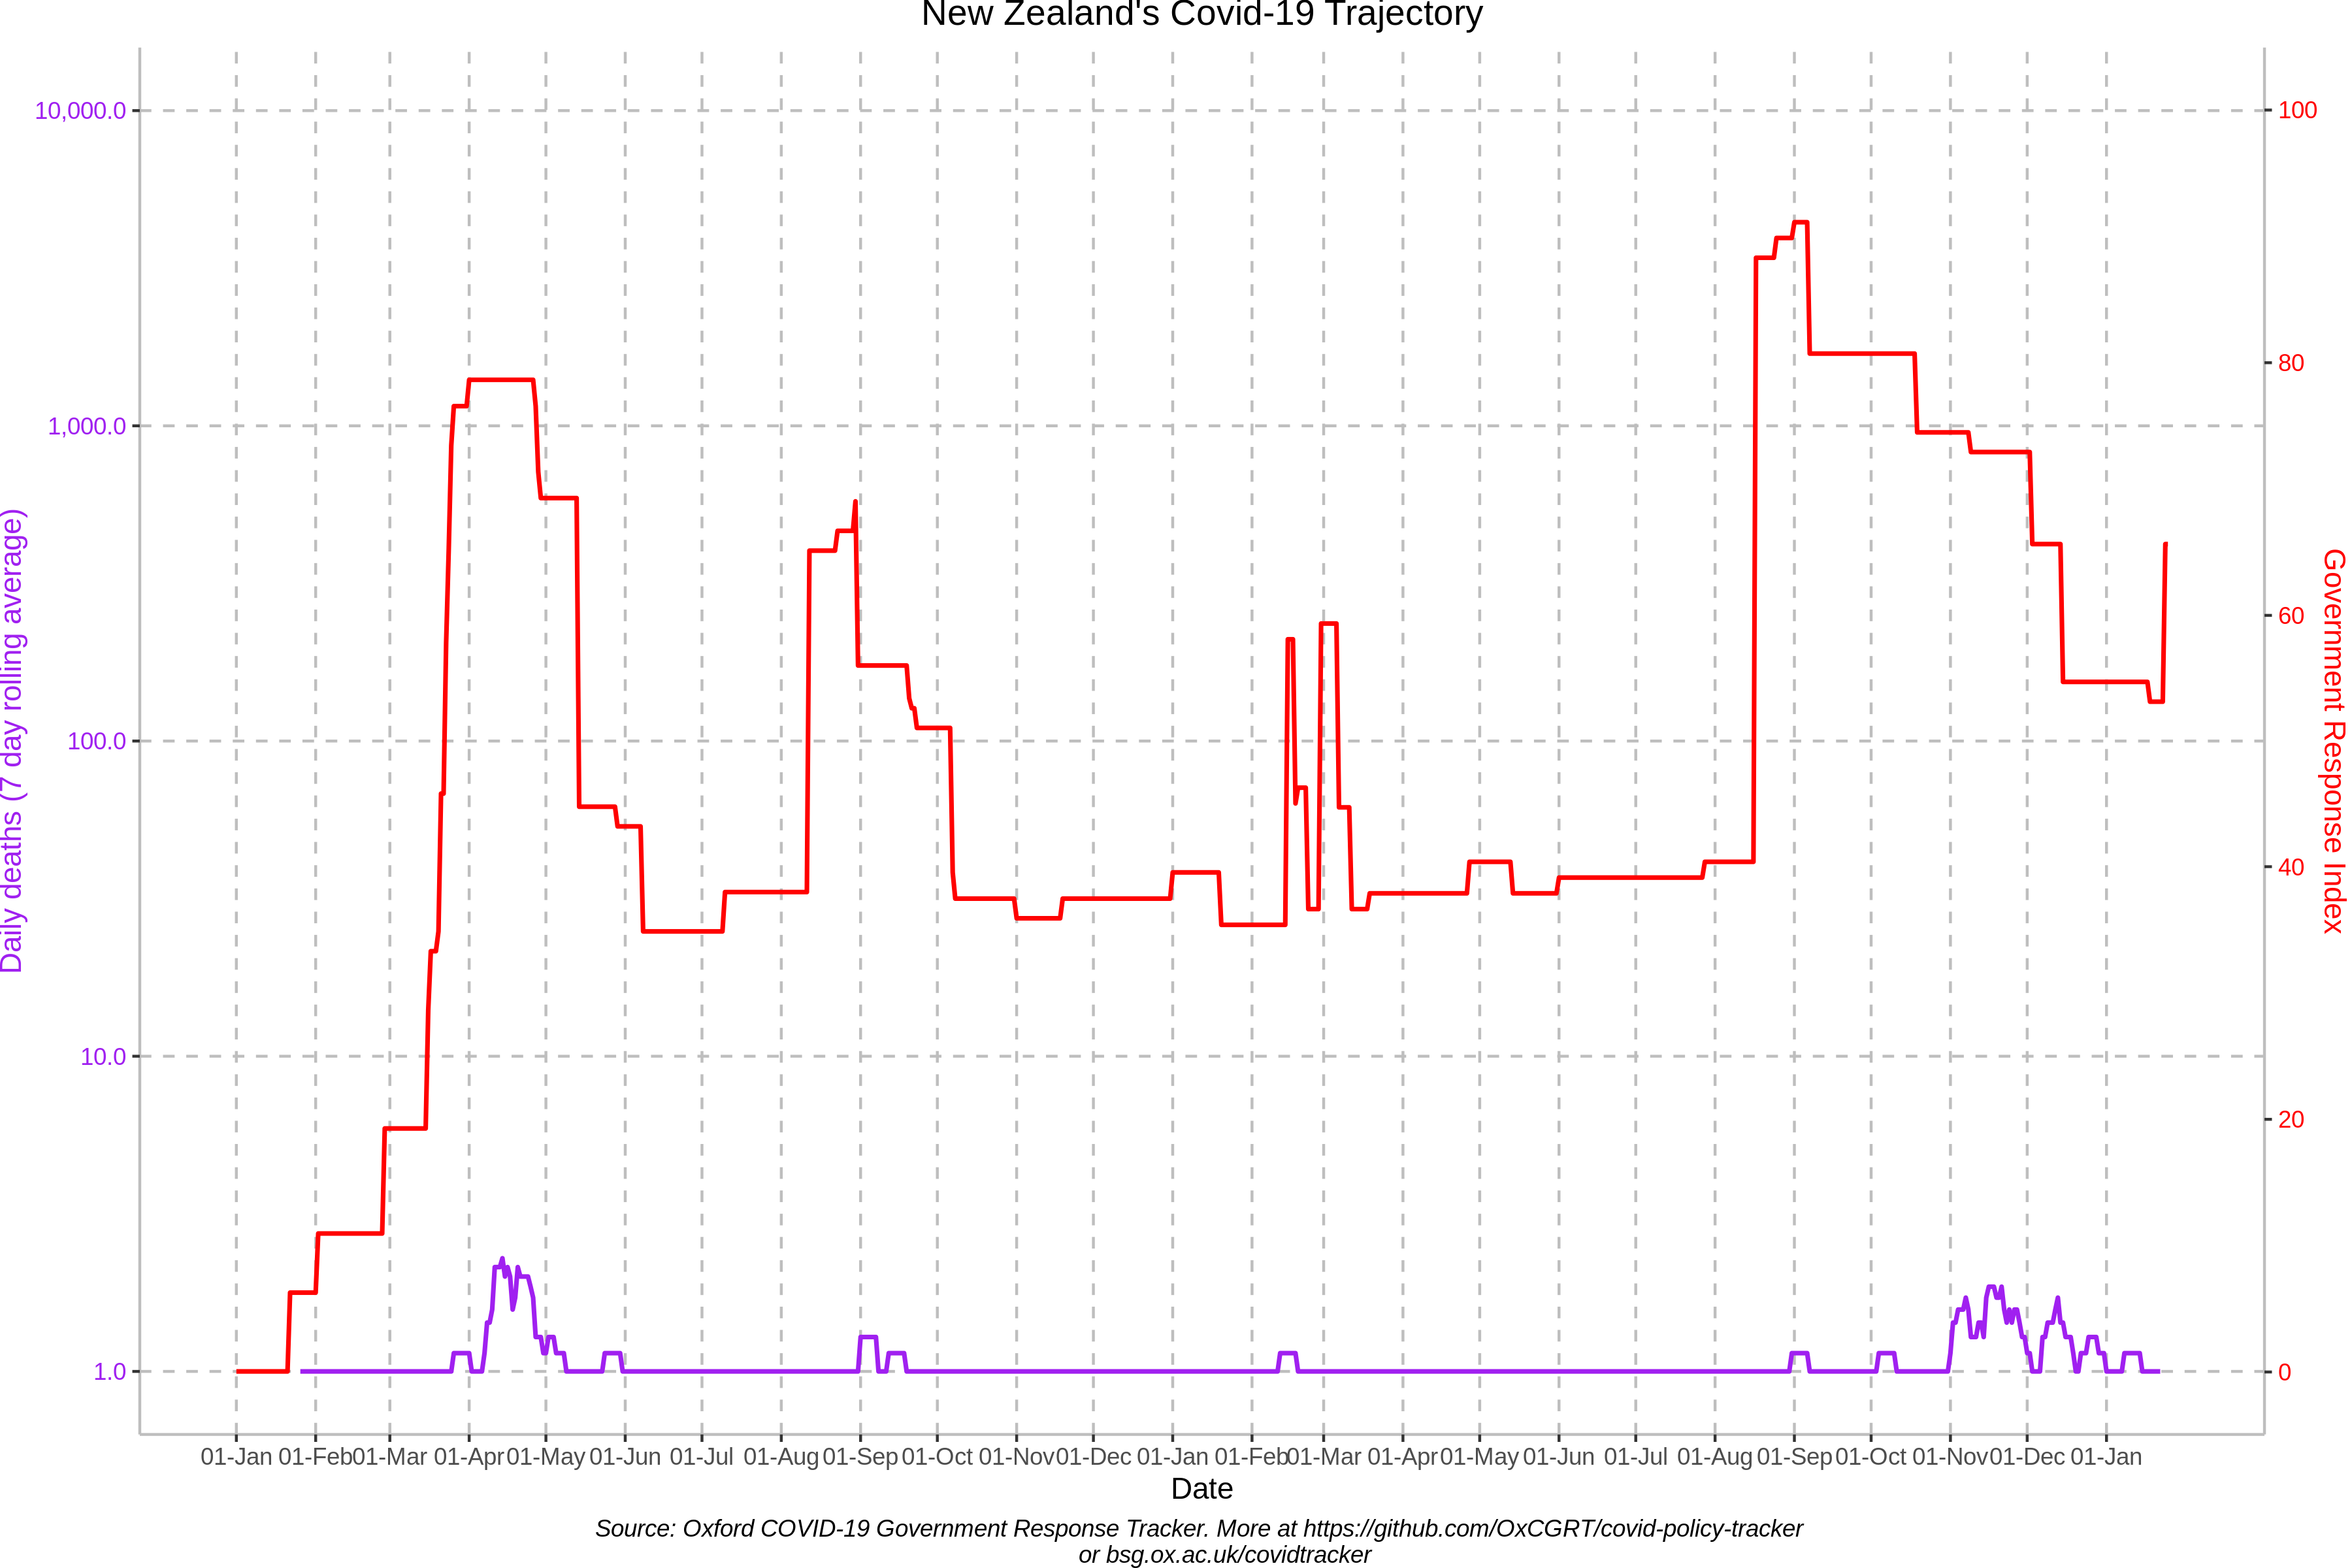 New Zealand's Covid-19 Trajectory
10,000.0
1,000.0
100.0
10.0
1.0
Daily deaths (7 day rolling average)
100
80
60
40
20
0
Government Response Index
01-Jan 01-Feb 01-Mar 01-Apr 01-May 01-Jun 01-Jul 01-Aug 01-Sep 01-Oct 01-Nov 01-Dec 01-Jan 01-Feb 01-Mar 01-Apr 01-May 01-Jun 01-Jul 01-Aug 01-Sep 01-Oct 01-Nov 01-Dec 01-Jan
Date
Source: Oxford COVID-19 Government Response Tracker. More at https://github.com/OxCGRT/covid-policy-tracker
or bsg.ox.ac.uk/covidtracker